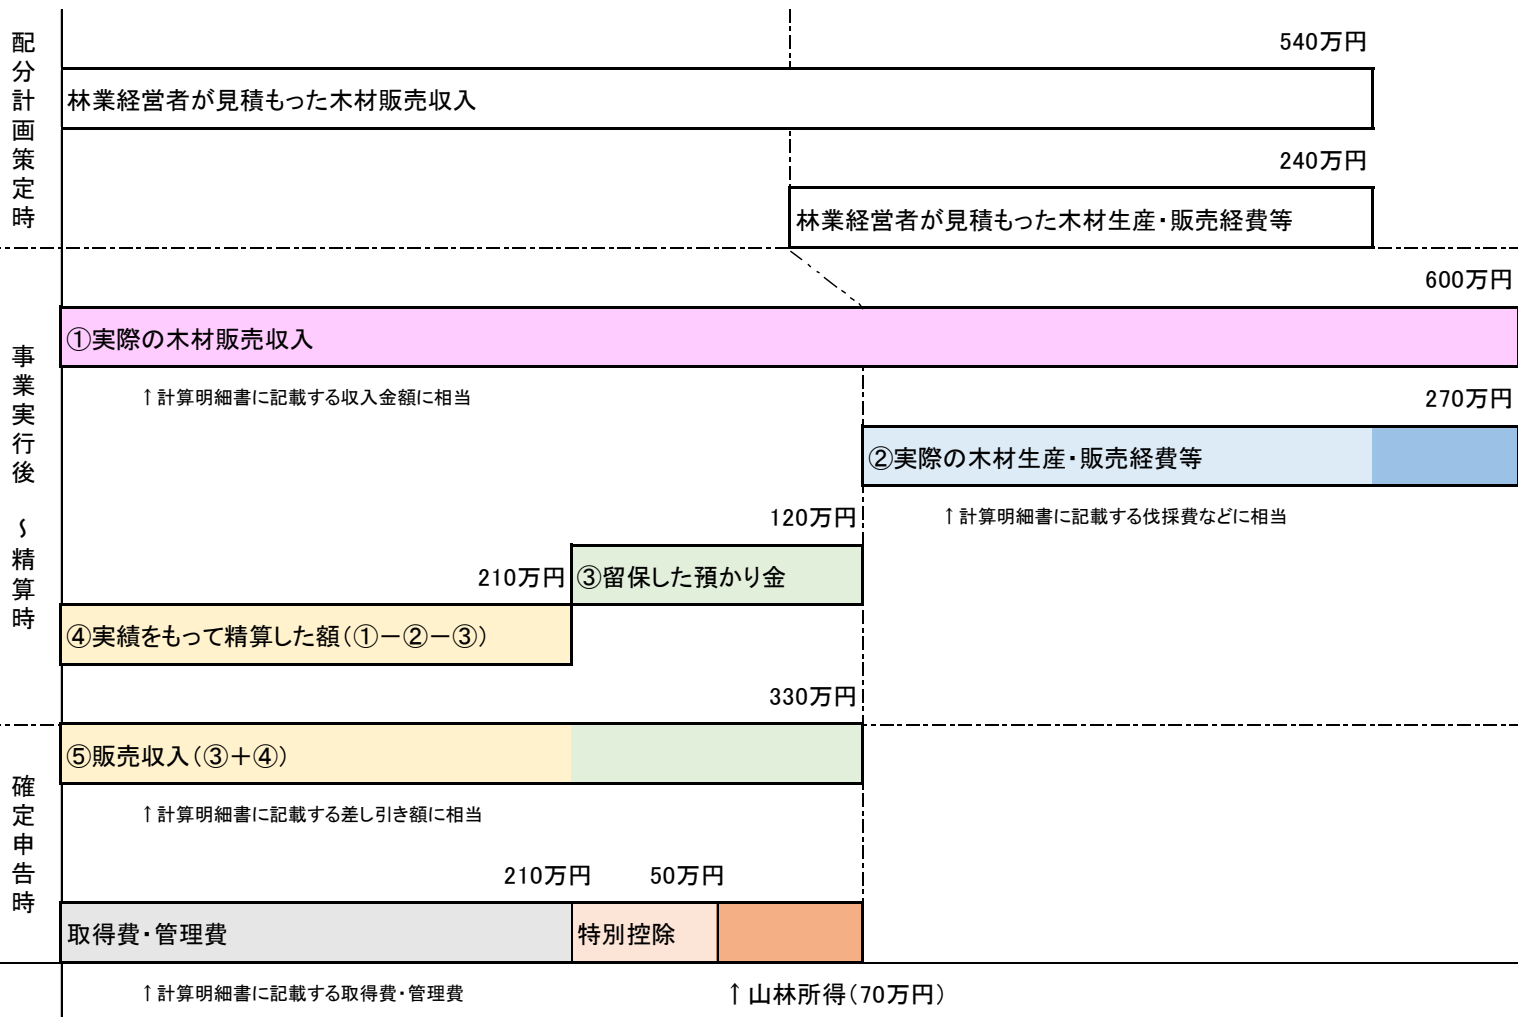 配分計画策定時
540万円
林業経営者が見積もった木材販売収入
240万円
林業経営者が見積もった木材生産・販売経費等
事業実行後 ～精算時
600万円
①実際の木材販売収入
↑計算明細書に記載する収入金額に相当
270万円
②実際の木材生産・販売経費等
↑計算明細書に記載する伐採費などに相当
120万円
210万円
③留保した預かり金
④実績をもって精算した額（①－②－③）
330万円
確定申告時
⑤販売収入（③＋④）
↑計算明細書に記載する差し引き額に相当
210万円
50万円
取得費・管理費
特別控除
↑計算明細書に記載する取得費・管理費
↑山林所得（70万円）